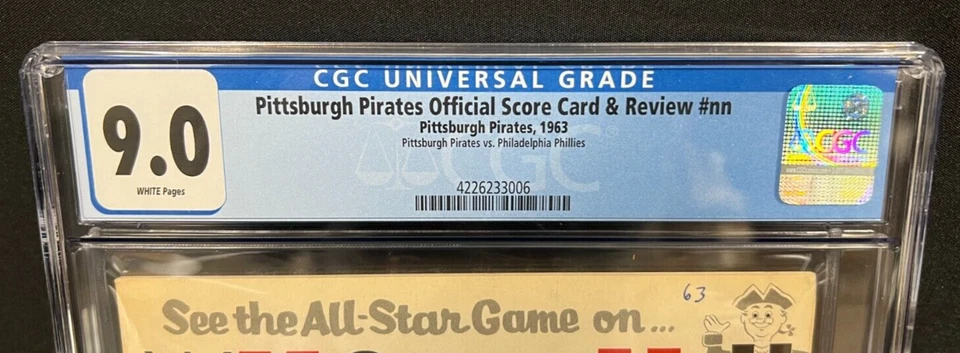 CGC UNIVERSAL GRADE
9.0
WHITE Pages
Pittsburgh Pirates Official Score Card & Review #nn
Pittsburgh Pirates, 1963
Pittsburgh Pirates vs. Philadelphia Phillies
CGC
4226233006
CGC
63
See the All-Star Game on...